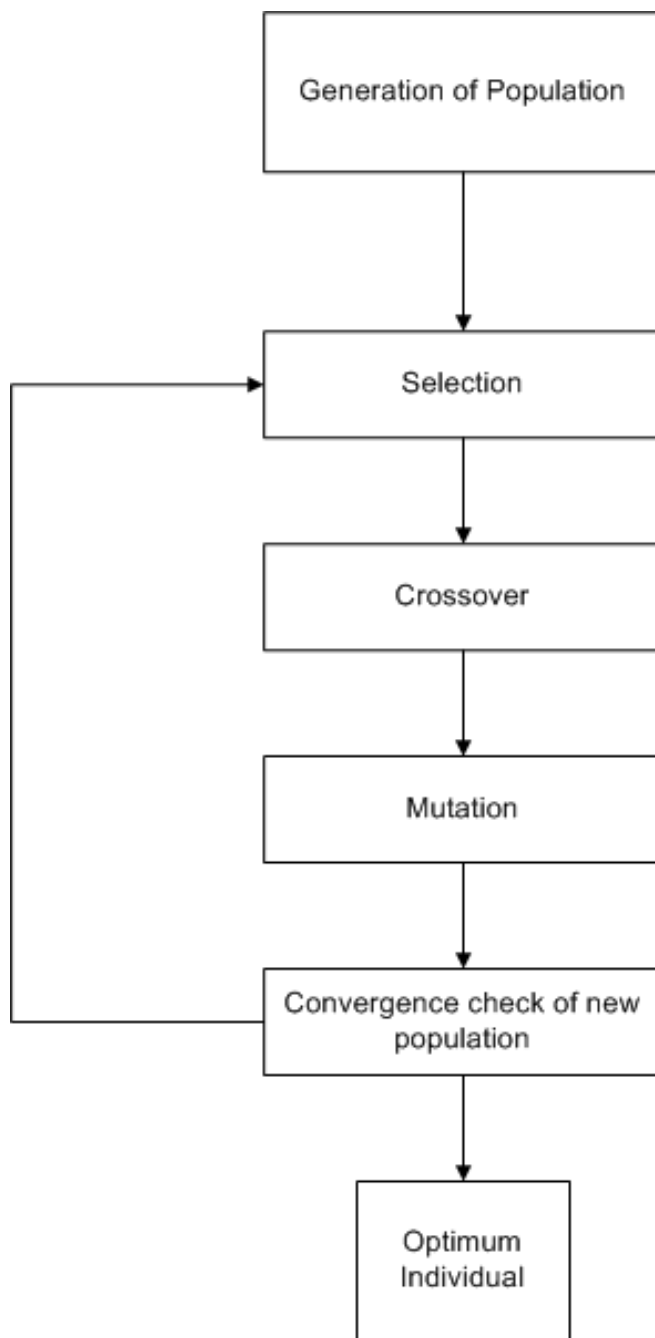 Generation of Population
Selection
Crossover
Mutation
Convergence check of new
population
Optimum
Individual